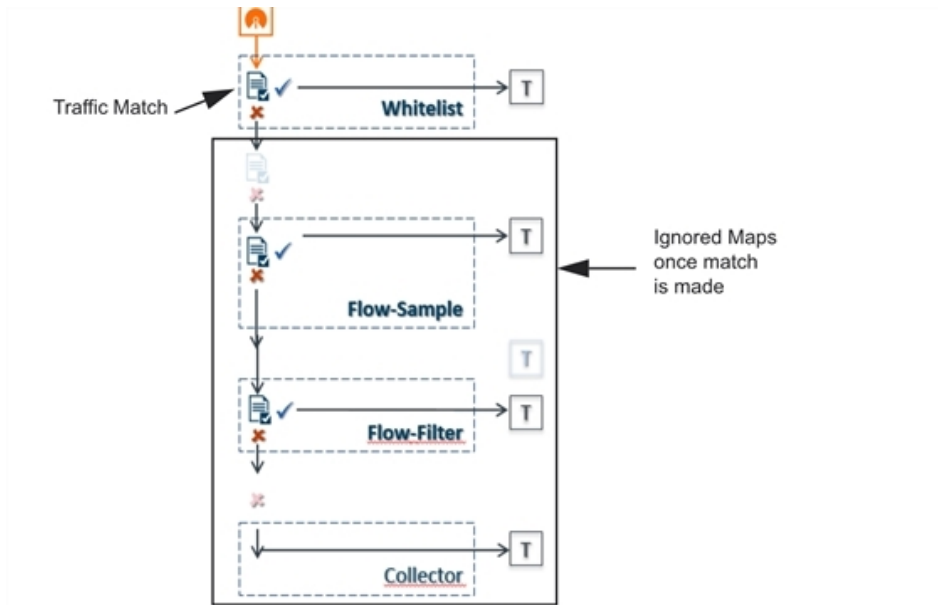 T
Traffic Match
Whitelist
T
Ignored Maps
once match
is made
Flow-Sample
T
T
Flow-Filter
T
Collector